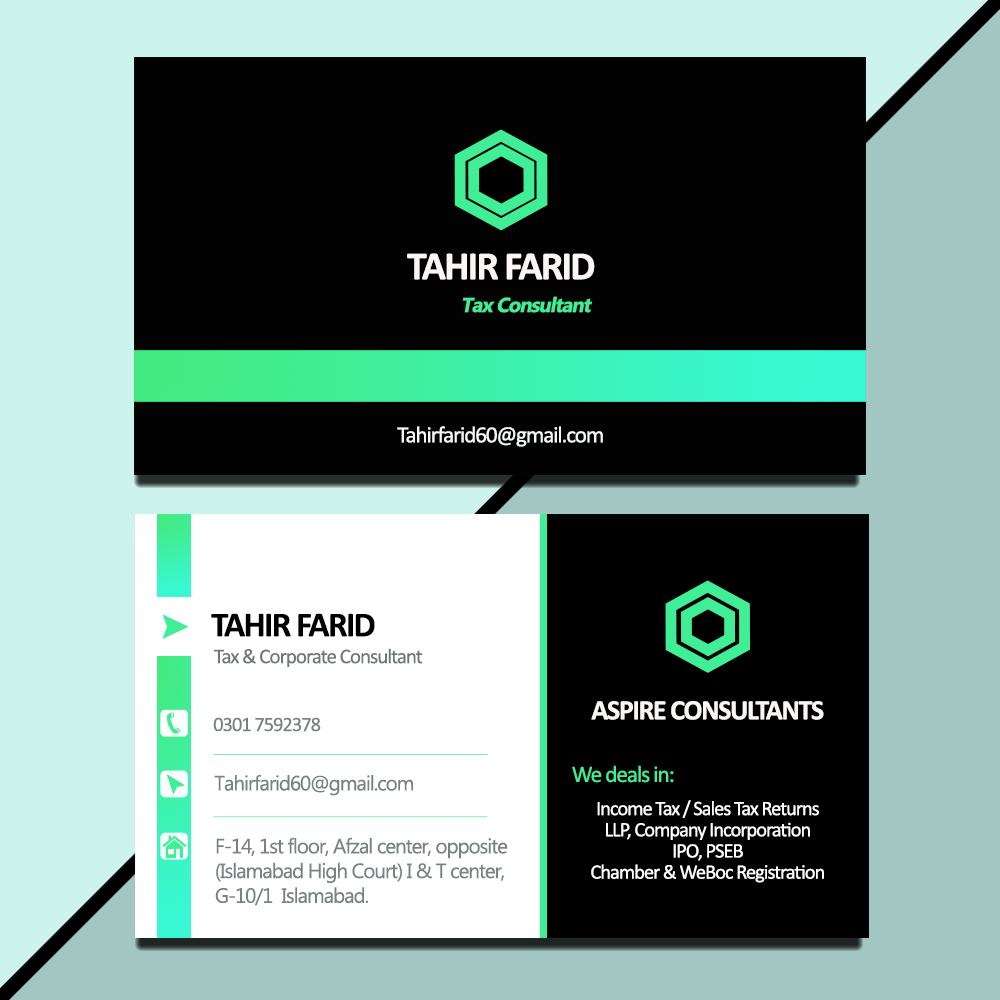 TAHIR FARID
Tax Consultant
Tahirfarid60@gmail.com
TAHIR FARID
Tax & Corporate Consultant
0301 7592378
Tahirfarid60@gmail.com
F-14, 1st floor, Afzal center, opposite
(Islamabad High Court) I & T center,
G-10/1 Islamabad.
ASPIRE CONSULTANTS
We deals in:
Income Tax / Sales Tax Returns
LLP, Company Incorporation
IPO, PSEB
Chamber & WeBoc Registration